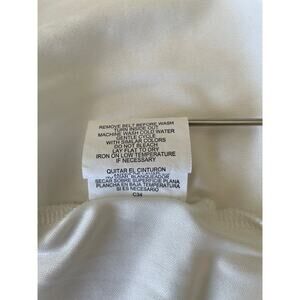 REMOVE BELT BEFORE WASH
TURN INSIDE OUT
MACHINE WASH COLD WATER
GENTLE CYCLE
WITH SIMILAR COLORS
DO NOT BLEACH
LAY FLAT TO DRY
IRON ON LOW TEMPERATURE
IF NECESSARY
QUITAR EL CINTURON
BLANQUEADOR
SECAR SOBRE SUPERFICIE PLANA
PLANCHA EN BAJA TEMPERATURA
SI ES NECESARIO
C34